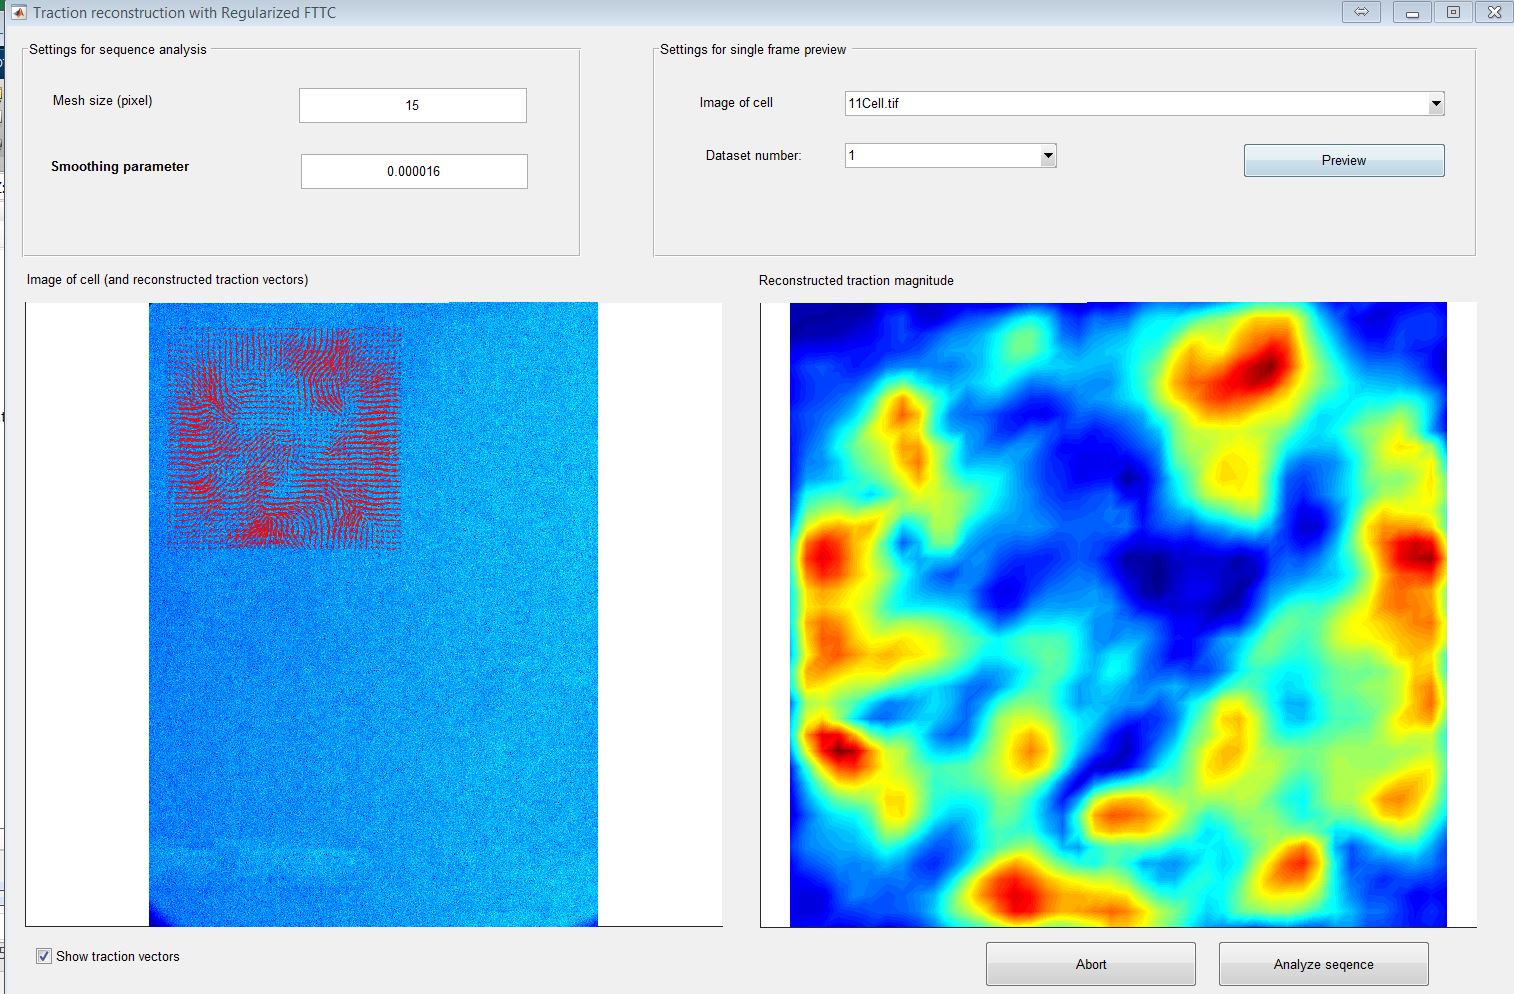 Traction reconstruction with Regularized FTTC
Settings for sequence analysis
Mesh size (pixel)
15
Smoothing parameter
0.000016
Settings for single frame preview
Image of cell
11Cell.tif
Dataset number:
1
Preview
Image of cell (and reconstructed traction vectors)
Reconstructed traction magnitude
Show traction vectors
Abort
Analyze seqence